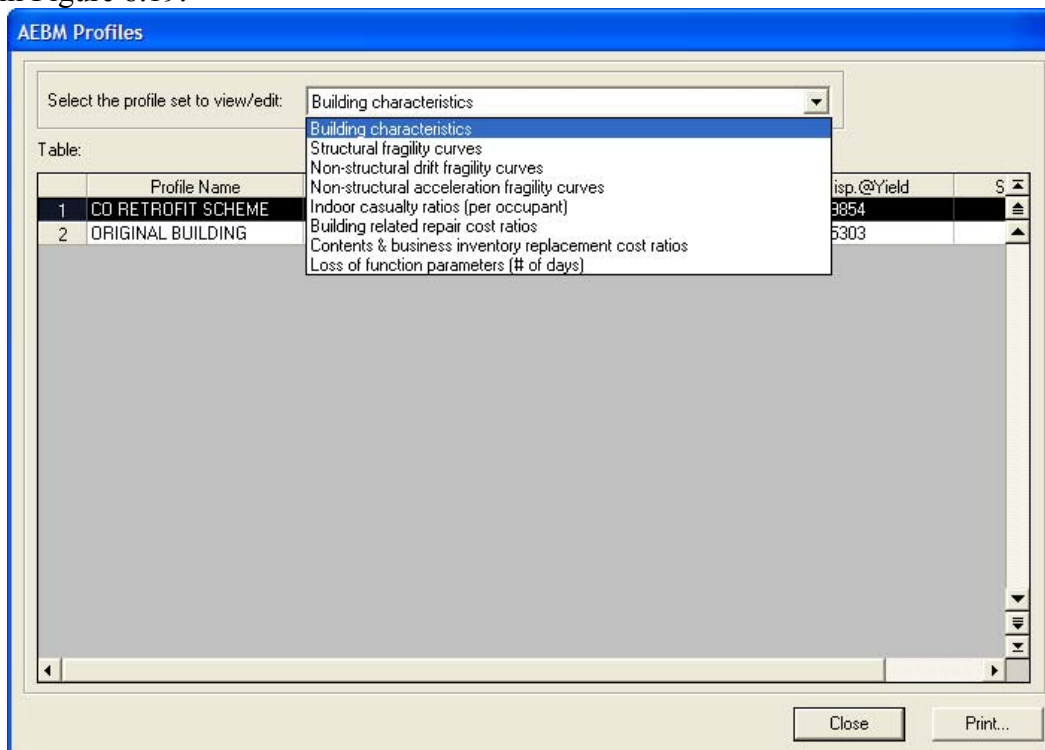 AEBM Profiles
Select the profile set to view/edit: Building characteristics
Building characteristics
Structural fragility curves
Non-structural drift fragility curves
Non-structural acceleration fragility curves
Indoor casualty ratios (per occupant)
Building related repair cost ratios
Contents & business inventory replacement cost ratios
Loss of function parameters (# of days)
Table:
Profile Name isp.@Yield S
1 CO RETROFIT SCHEME 9854
2 ORIGINAL BUILDING 5303
Close Print...